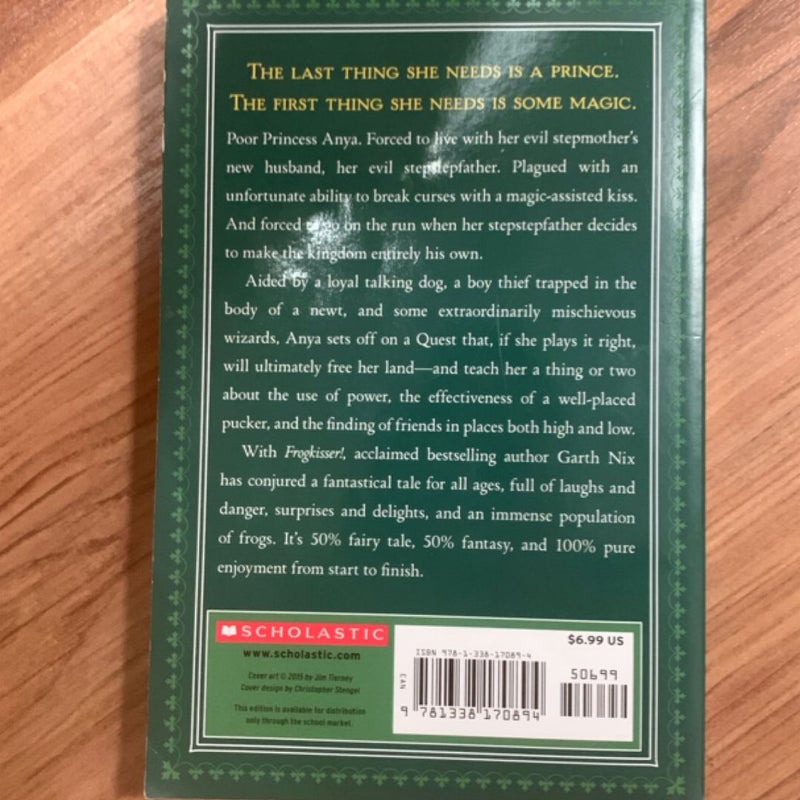 THE LAST THING SHE NEEDS IS A PRINCE.
THE FIRST THING SHE NEEDS IS SOME MAGIC.
Poor Princess Anya. Forced to live with her evil stepmother's
new husband, her evil stepstepfather. Plagued with an
unfortunate ability to break curses with a magic-assisted kiss.
And forced to go on the run when her stepstepfather decides
to make the kingdom entirely his own.
Aided by a loyal talking dog, a boy thief trapped in the
body of a newt, and some extraordinarily mischievous
wizards, Anya sets off on a Quest that, if she plays it right,
will ultimately free her land—and teach her a thing or two
about the use of power, the effectiveness of a well-placed
pucker, and the finding of friends in places both high and low.
With Frogkisser!, acclaimed bestselling author Garth Nix
has conjured a fantastical tale for all ages, full of laughs and
danger, surprises and delights, and an immense population
of frogs. It's 50% fairy tale, 50% fantasy, and 100% pure
enjoyment from start to finish.
SCHOLASTIC
www.scholastic.com
Cover art © 2015 by Jim Tierney
Cover design by Christopher Stengel
This edition is available for distribution
only through the school market.
$6.99 US
ISBN 978-1-338-17089-4
50699
CAN
9 781338 170894